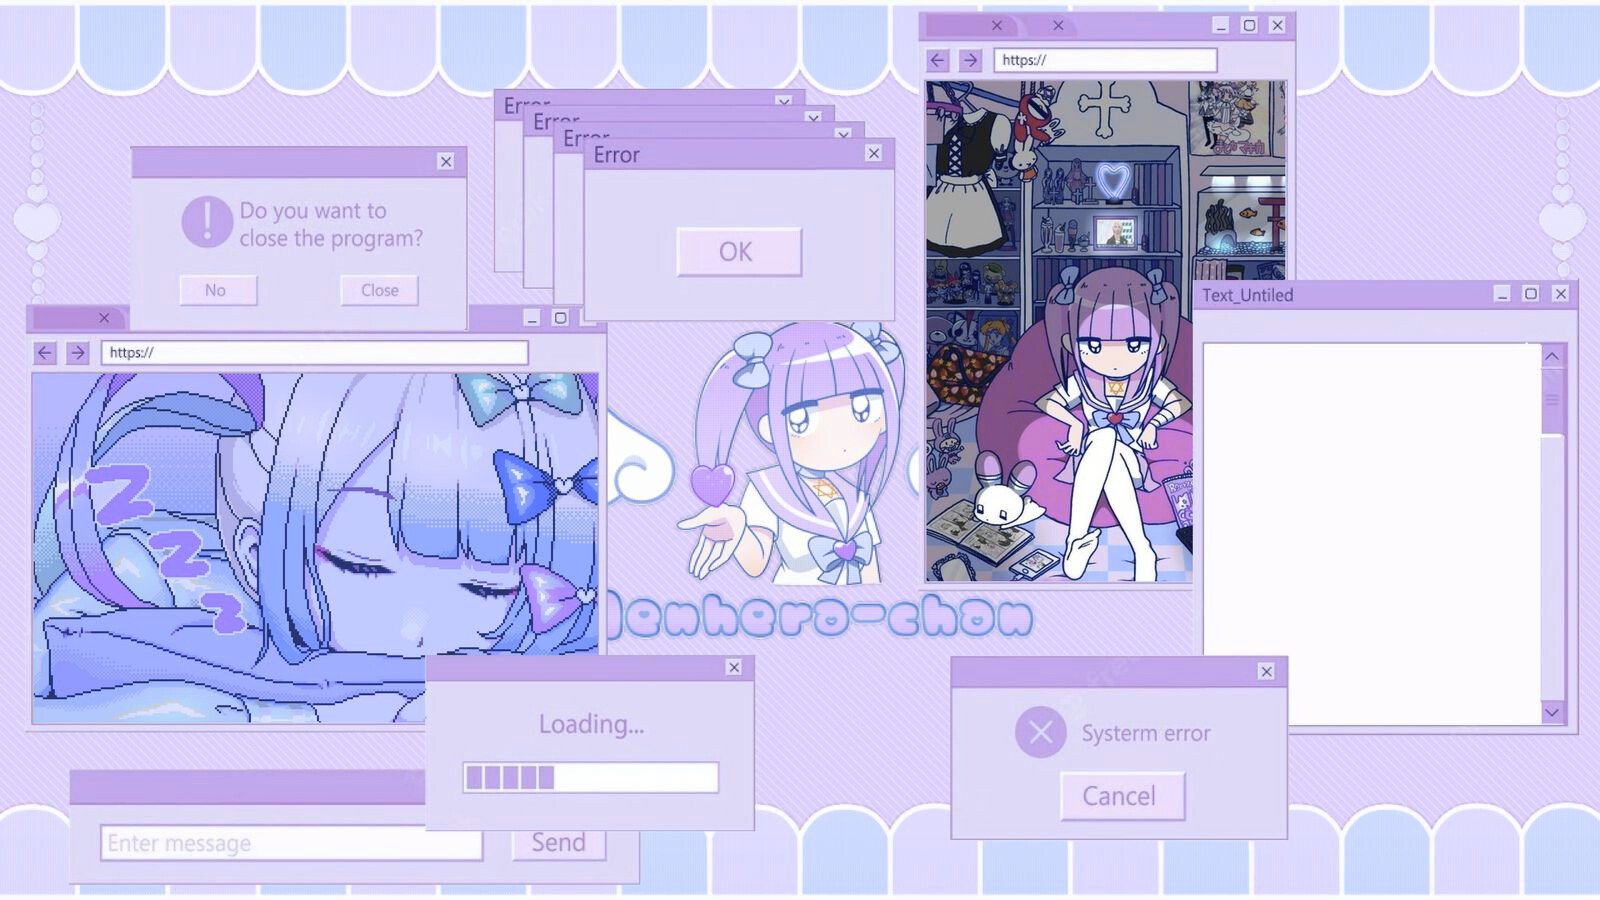 https://
Error
Error
Error
Error
Do you want to
close the program?
OK
No
Close
Text_Untiled
https://
Z
Z
Z
enhera-chan
Loading...
Systerm error
Cancel
Enter message
Send